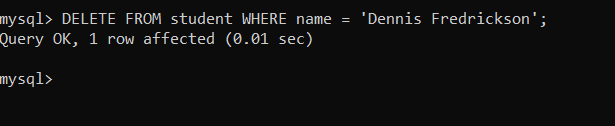 mysql> DELETE FROM student WHERE name = 'Dennis Fredrickson';
Query OK, 1 row affected (0.01 sec)
mysql>